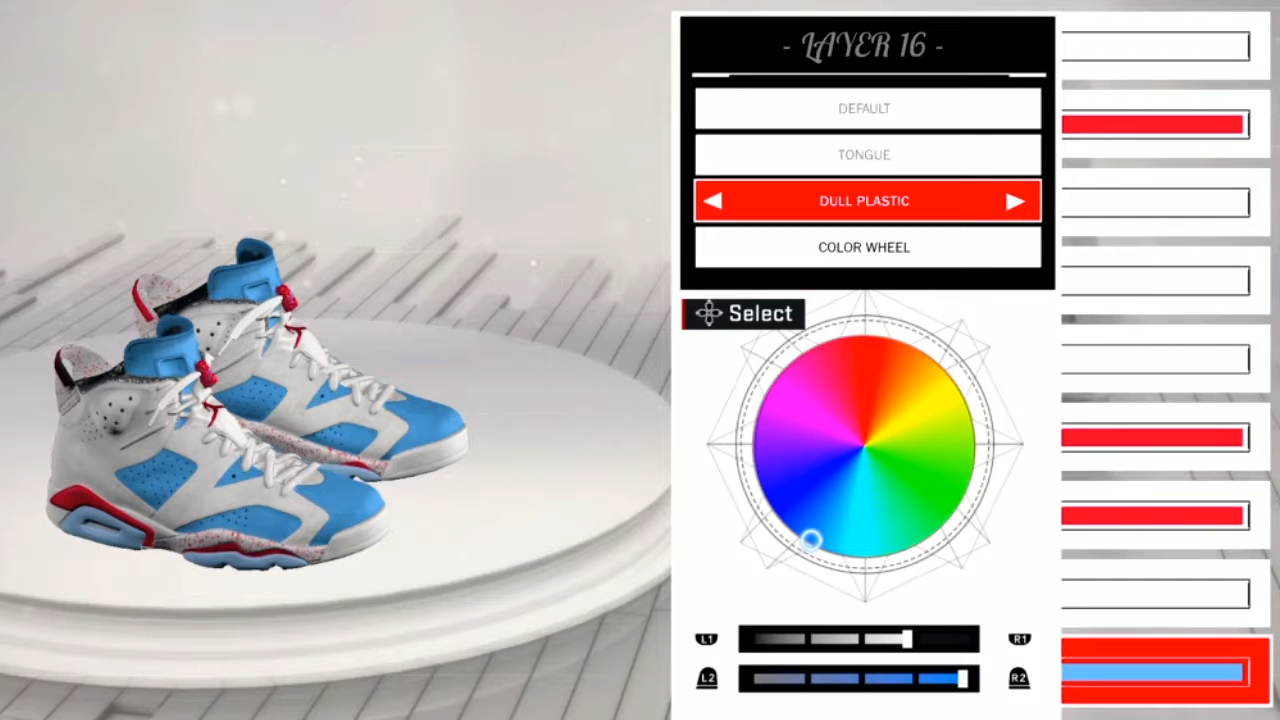 - LAYER 16 -
DEFAULT
TONGUE
DULL PLASTIC
COLOR WHEEL
Select
L1
R1
L2
R2